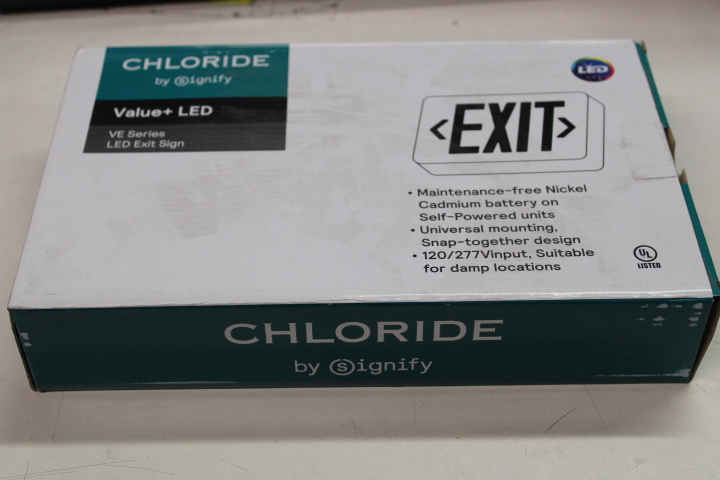 CHLORIDE
by Signify
Value+ LED
VE Series
LED Exit Sign
LED
<EXIT>
• Maintenance-free Nickel
Cadmium battery on
Self-Powered units
• Universal mounting,
Snap-together design
• 120/277Vinput, Suitable
for damp locations
UL
LISTED
CHLORIDE
by Signify